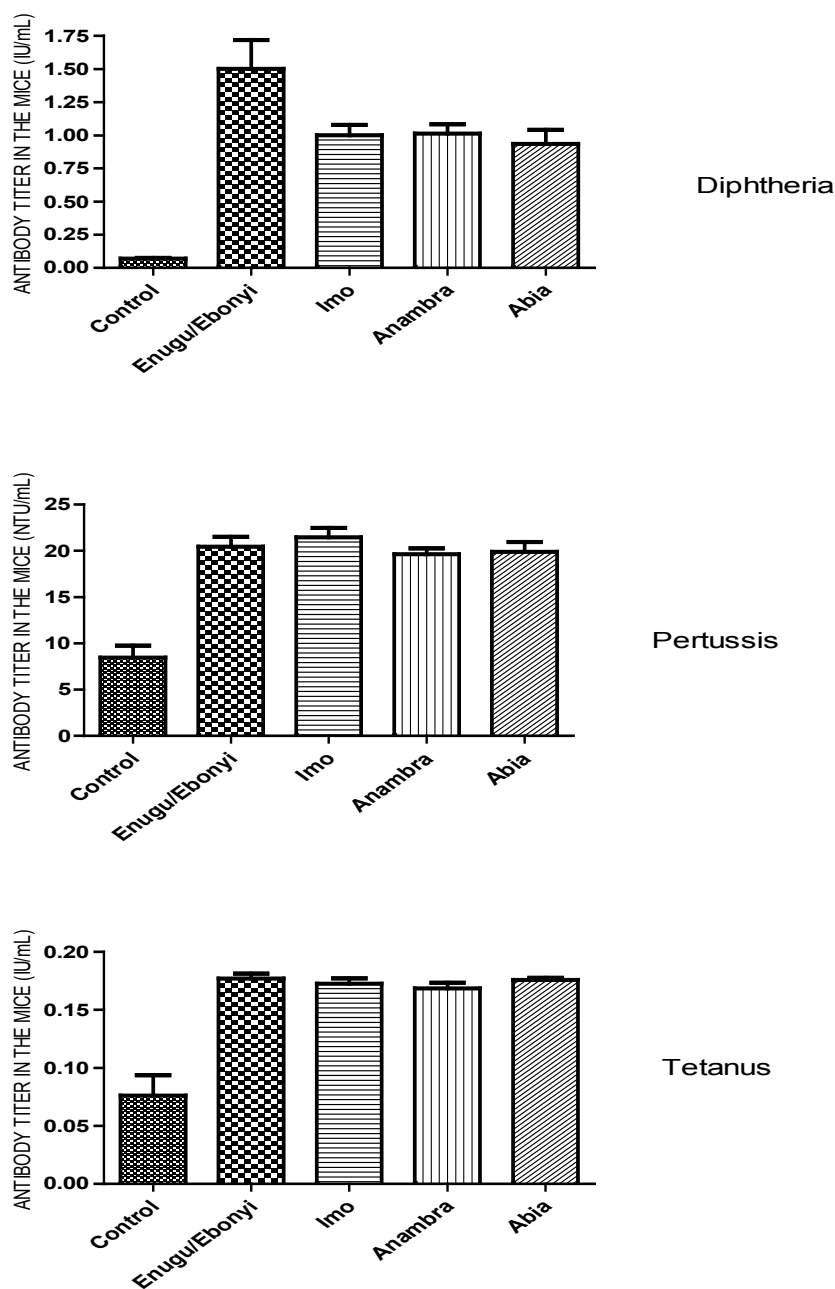 ANTIBODY TITER IN THE MICE (IU/mL)
1.75
1.50
1.25
1.00
0.75
0.50
0.25
0.00
Control
Enugu/Ebonyi
Imo
Anambra
Abia
Diphtheria
ANTIBODY TITER IN THE MICE (NTU/mL)
25
20
15
10
5
0
Control
Enugu/Ebonyi
Imo
Anambra
Abia
Pertussis
ANTIBODY TITER IN THE MICE (IU/mL)
0.20
0.15
0.10
0.05
0.00
Control
Enugu/Ebonyi
Imo
Anambra
Abia
Tetanus